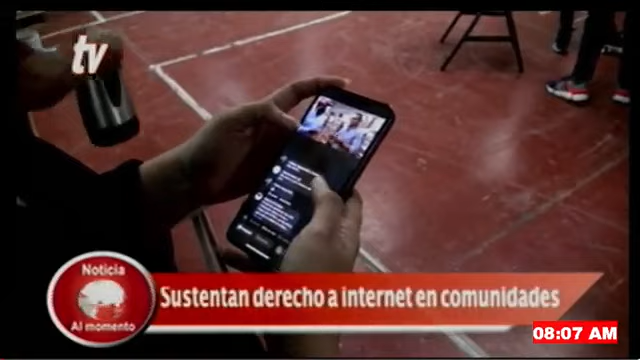 tv
Noticia
Al momento
Sustentan derecho a internet en comunidades
08:07 AM